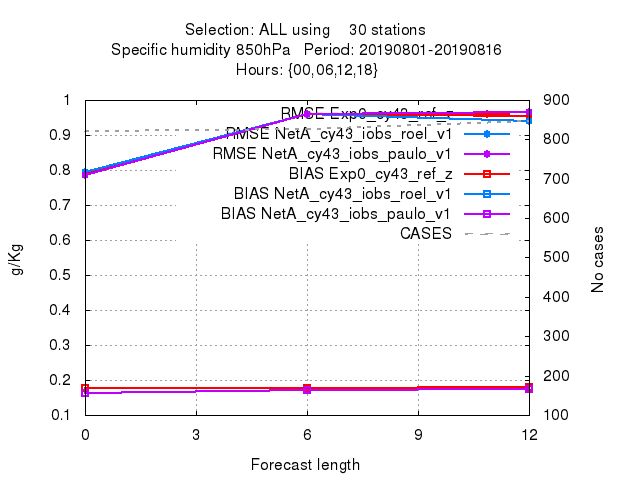 Selection: ALL using 30 stations
Specific humidity 850hPa Period: 20190801-20190816
Hours: {00,06,12,18}
1 900
RMSE Exp0_cy43_ref_z
0.9 RMSE NetA_cy43_iobs_roel_v1 800
RMSE NetA_cy43_iobs_paulo_v1
0.8 BIAS Exp0_cy43_ref_z 700
BIAS NetA_cy43_iobs_roel_v1
0.7 BIAS NetA_cy43_iobs_paulo_v1 600
CASES
0.6 500
0.5 400
0.4 300
0.3 200
0.2 100
0.1
g/Kg
No cases
0 3 6 9 12
Forecast length